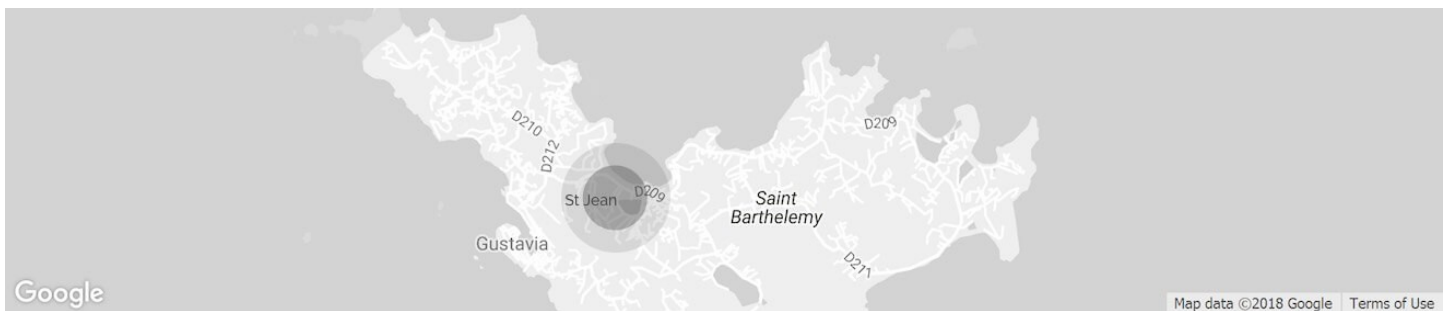 D210
D209
D212
St Jean
D209
Saint
Barthelemy
Gustavia
D211
Google
Map data ©2018 Google
Terms of Use